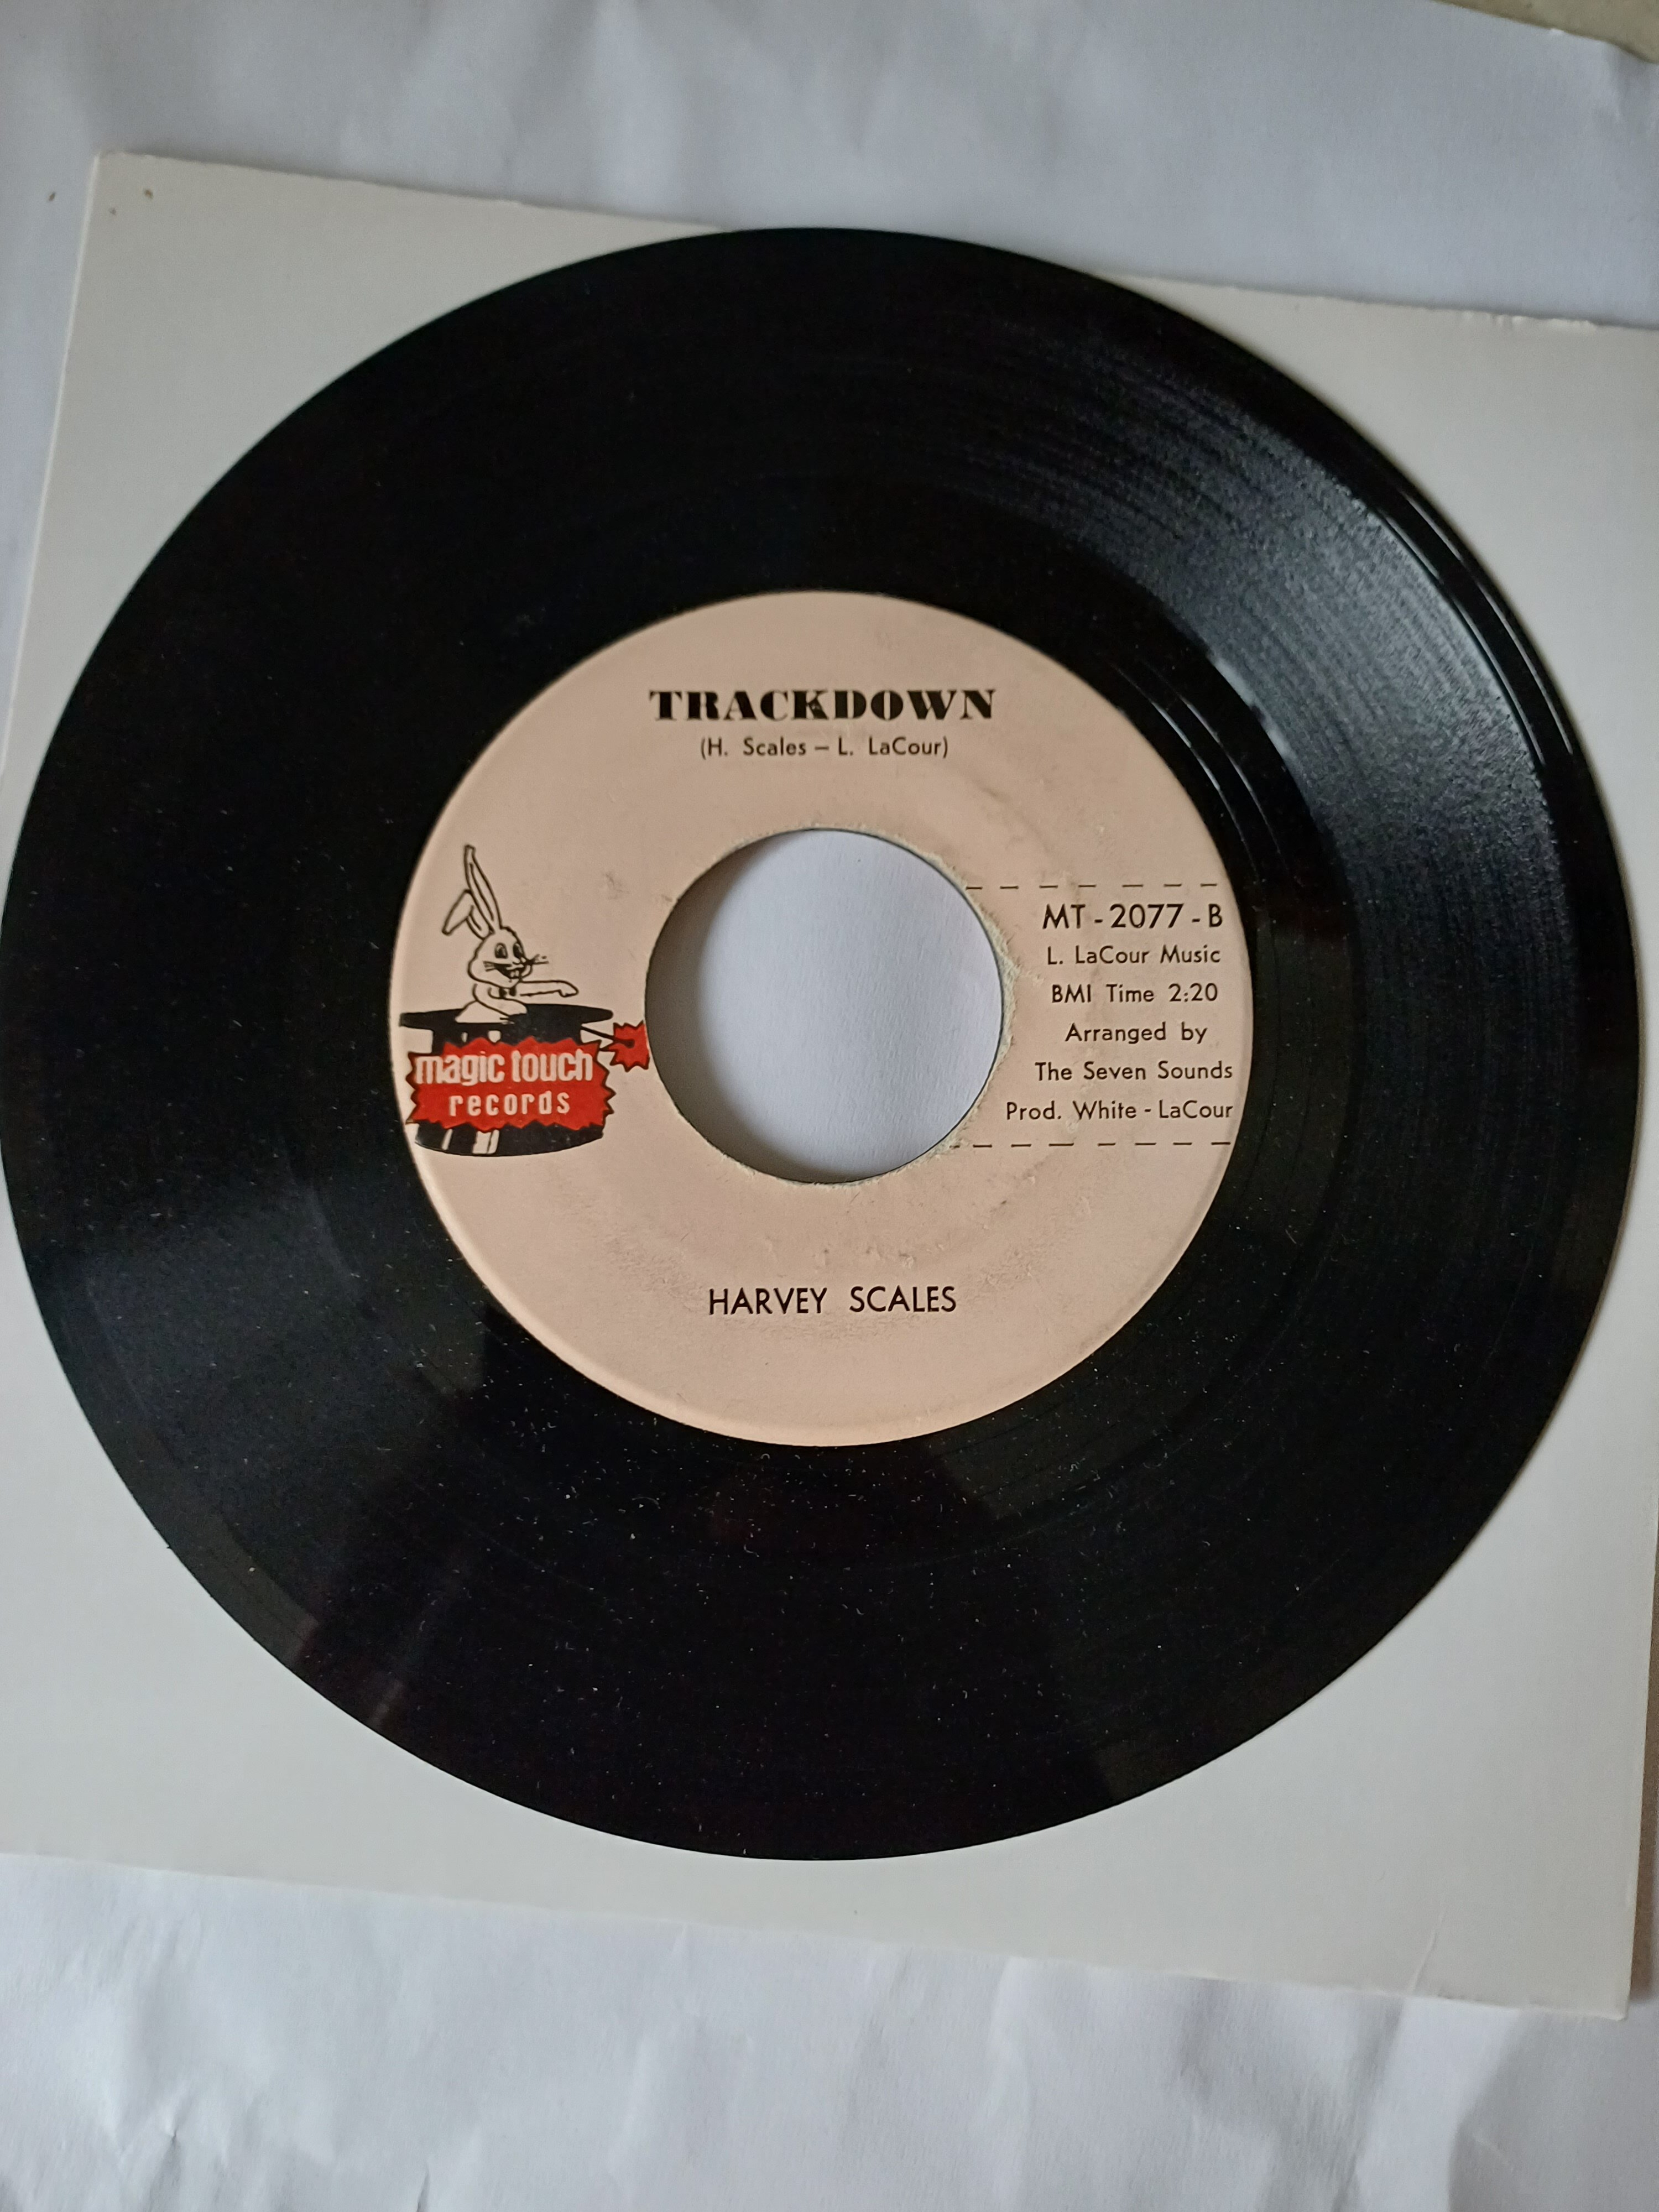 TRACKDOWN
(H. Scales – L. LaCour)
magic touch
records
MT - 2077 - B
L. LaCour Music
BMI Time 2:20
Arranged by
The Seven Sounds
Prod. White - LaCour
HARVEY SCALES